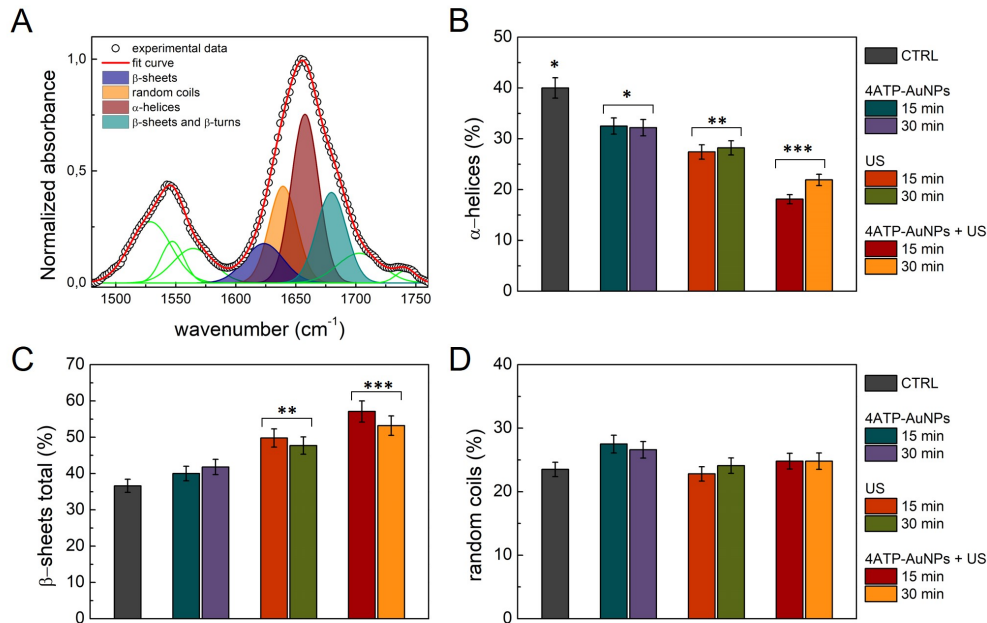 A
experimental data
fit curve
β-sheets
random coils
α-helices
β-sheets and β-turns
Normalized absorbance
1,0
0,5
0,0
1500 1550 1600 1650 1700 1750
wavenumber (cm-1)
B
α-helices (%)
50
40
30
20
10
0
*
*
**
***
CTRL
4ATP-AuNPs
15 min
30 min
US
15 min
30 min
4ATP-AuNPs + US
15 min
30 min
C
β-sheets total (%)
70
60
50
40
30
20
10
0
**
***
D
random coils (%)
40
30
20
10
0
CTRL
4ATP-AuNPs
15 min
30 min
US
15 min
30 min
4ATP-AuNPs + US
15 min
30 min